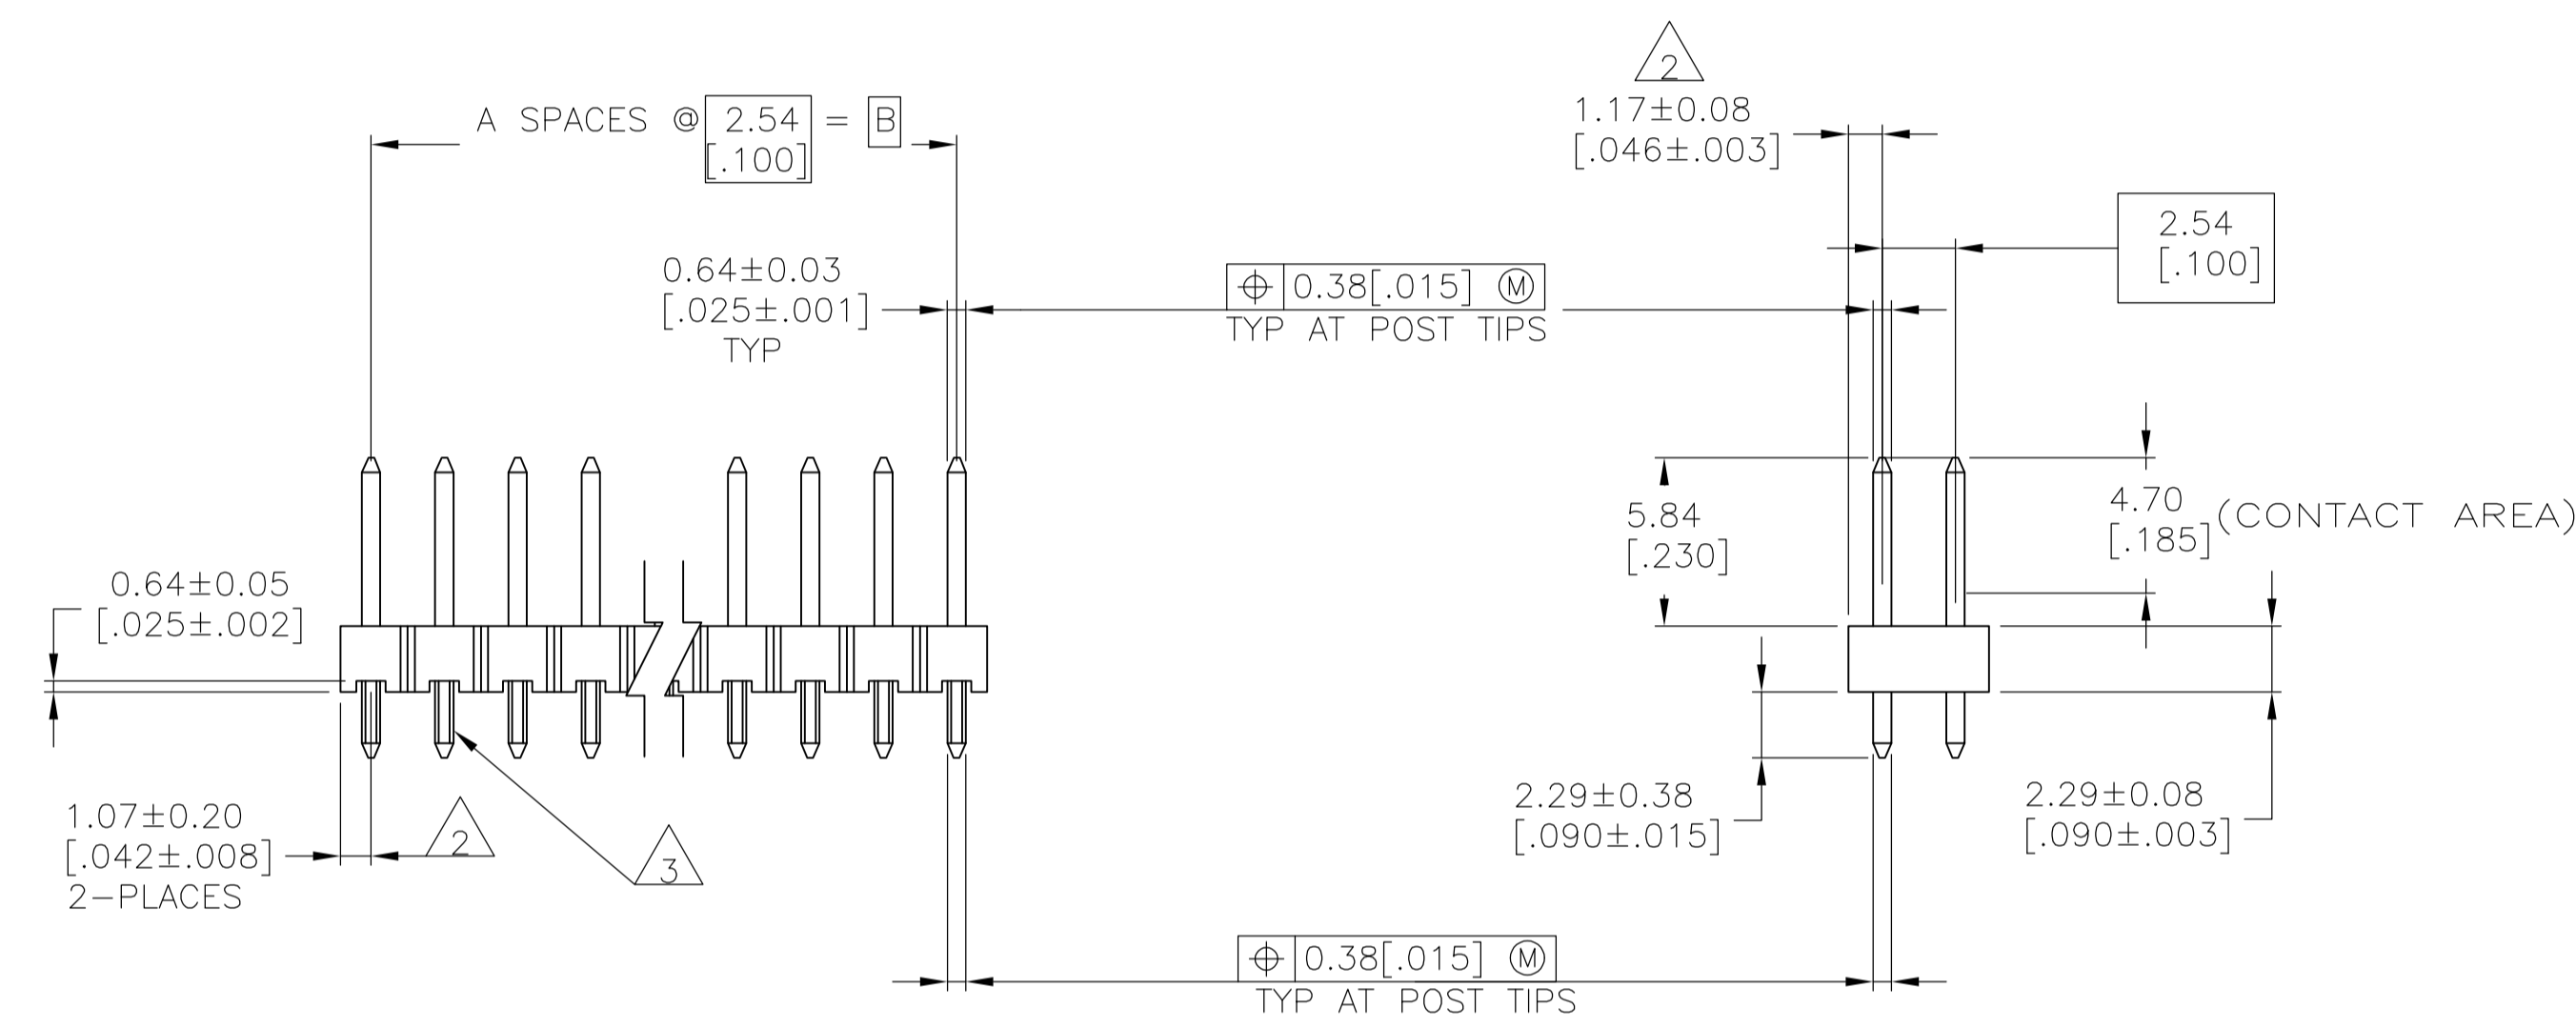 2
1.17±0.08
[.046±.003]
A SPACES @ 2.54 = B
[.100]
2.54
[.100]
0.64±0.03
[.025±.001]
TYP
⌖ 0.38[.015] Ⓜ
TYP AT POST TIPS
5.84
[.230]
4.70
[.185] (CONTACT AREA)
0.64±0.05
[.025±.002]
1.07±0.20
[.042±.008]
2-PLACES
2
3
2.29±0.38
[.090±.015]
2.29±0.08
[.090±.003]
⌖ 0.38[.015] Ⓜ
TYP AT POST TIPS